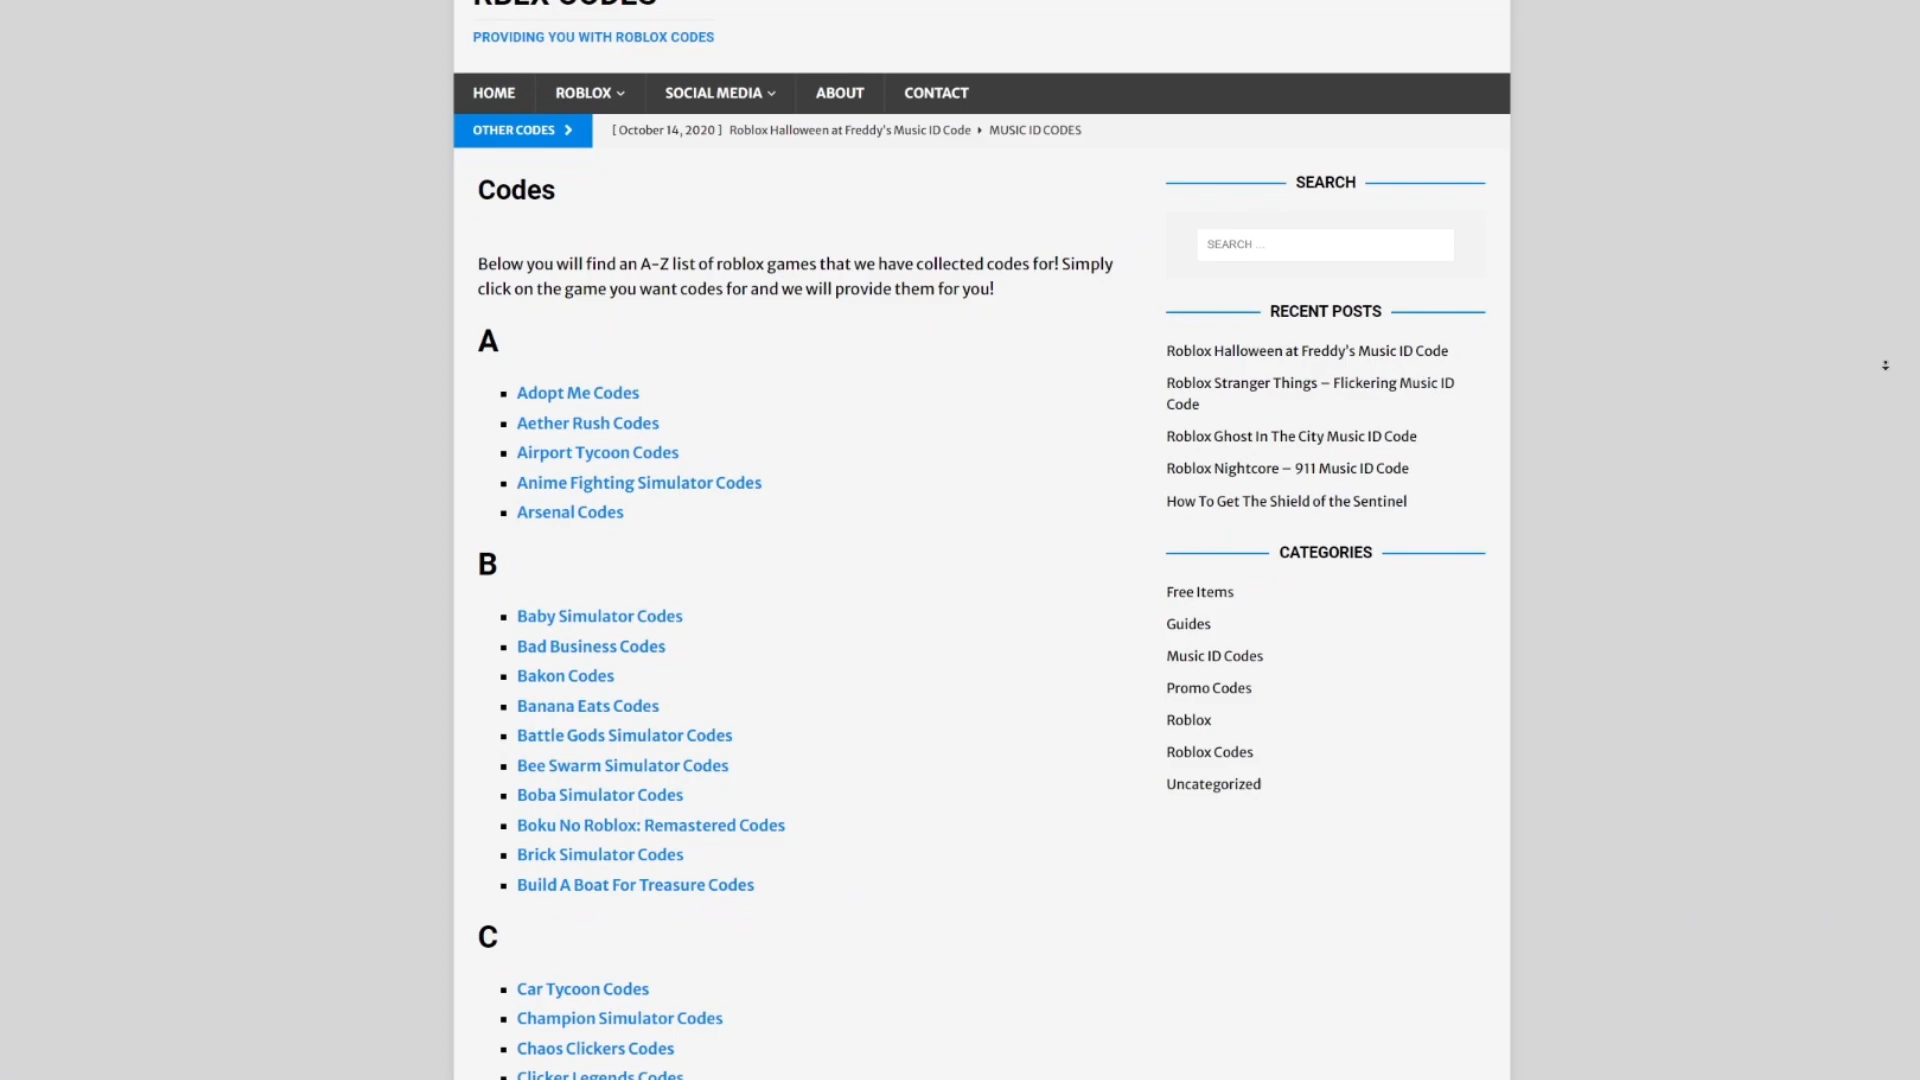 RBLX CODES
PROVIDING YOU WITH ROBLOX CODES
HOME ROBLOX SOCIAL MEDIA ABOUT CONTACT
OTHER CODES [ October 14, 2020 ] Roblox Halloween at Freddy's Music ID Code MUSIC ID CODES
Codes
Below you will find an A-Z list of roblox games that we have collected codes for! Simply
click on the game you want codes for and we will provide them for you!
A
Adopt Me Codes
Aether Rush Codes
Airport Tycoon Codes
Anime Fighting Simulator Codes
Arsenal Codes
B
Baby Simulator Codes
Bad Business Codes
Bakon Codes
Banana Eats Codes
Battle Gods Simulator Codes
Bee Swarm Simulator Codes
Boba Simulator Codes
Boku No Roblox: Remastered Codes
Brick Simulator Codes
Build A Boat For Treasure Codes
C
Car Tycoon Codes
Champion Simulator Codes
Chaos Clickers Codes
Clicker Legends Codes
SEARCH
SEARCH ...
RECENT POSTS
Roblox Halloween at Freddy's Music ID Code
Roblox Stranger Things – Flickering Music ID
Code
Roblox Ghost In The City Music ID Code
Roblox Nightcore – 911 Music ID Code
How To Get The Shield of the Sentinel
CATEGORIES
Free Items
Guides
Music ID Codes
Promo Codes
Roblox
Roblox Codes
Uncategorized